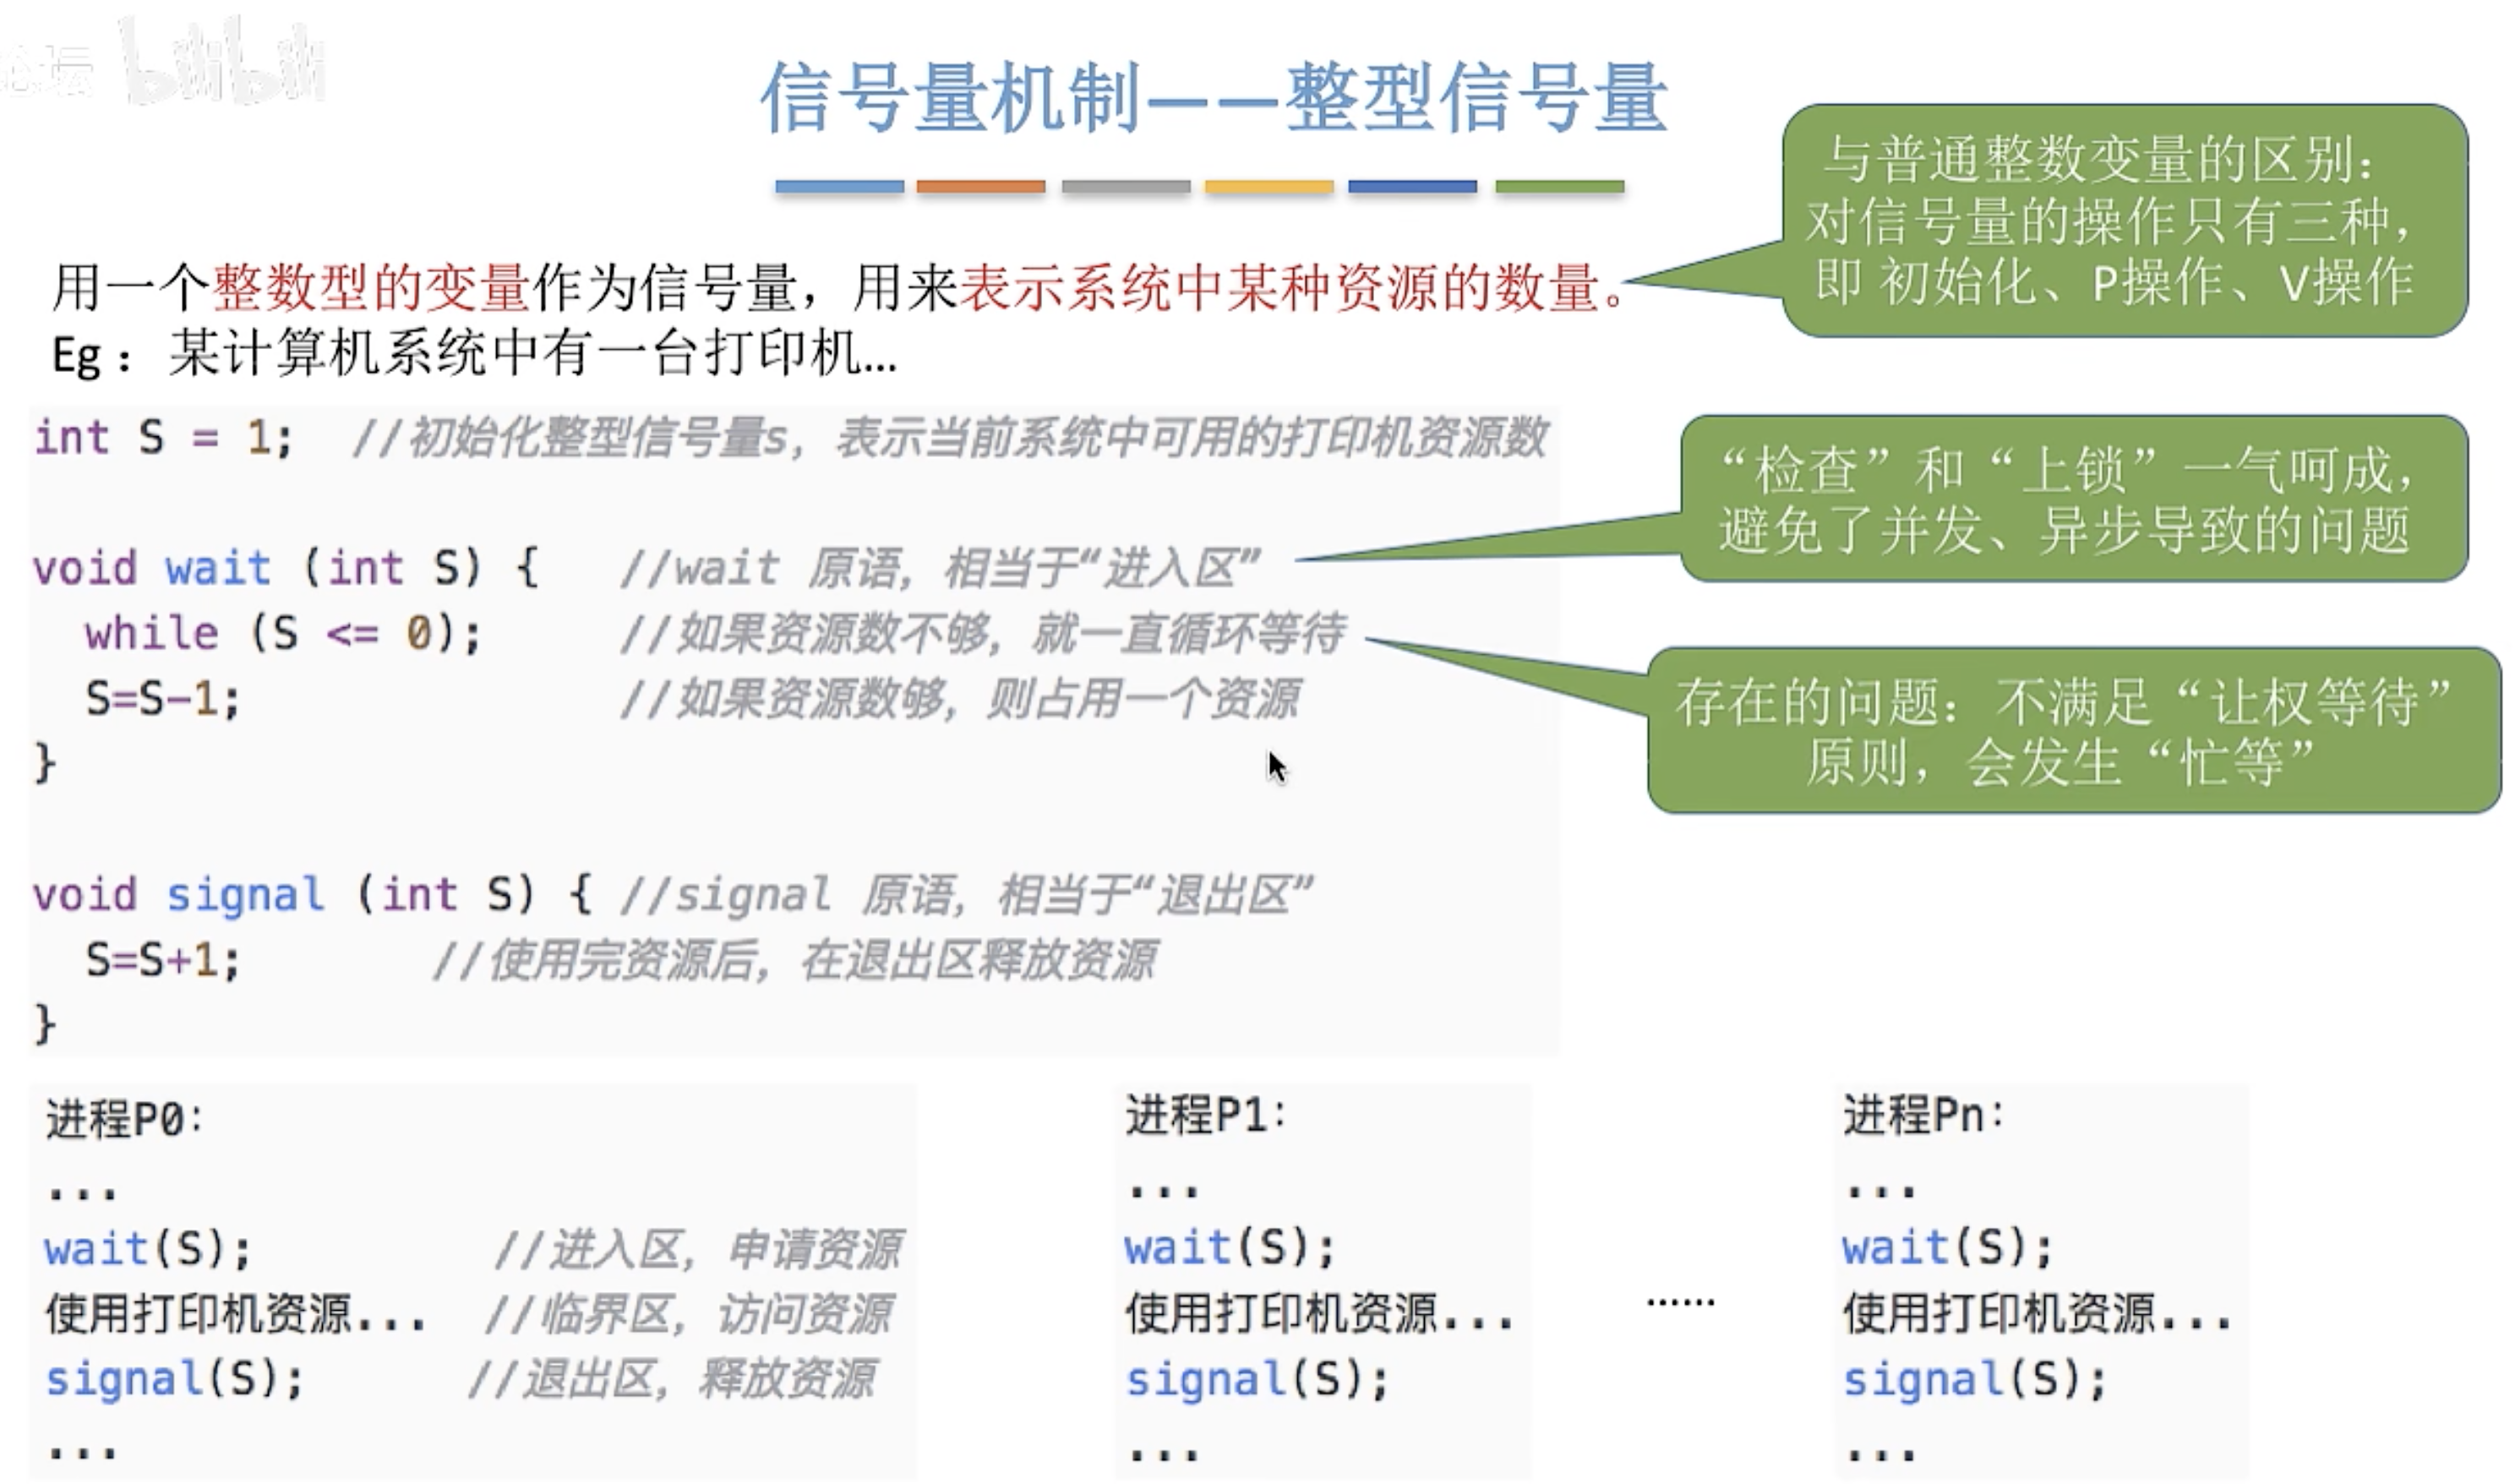 论坛 bilibili
信号量机制——整型信号量
与普通整数变量的区别：
对信号量的操作只有三种，
即 初始化、P操作、V操作
用一个整数型的变量作为信号量，用来表示系统中某种资源的数量。
Eg：某计算机系统中有一台打印机...
int S = 1;  //初始化整型信号量s，表示当前系统中可用的打印机资源数
“检查”和“上锁”一气呵成，
避免了并发、异步导致的问题
void wait (int S) {   //wait 原语，相当于“进入区”
while (S <= 0);   //如果资源数不够，就一直循环等待
S=S-1;   //如果资源数够，则占用一个资源
}
存在的问题：不满足“让权等待”
原则，会发生“忙等”
void signal (int S) { //signal 原语，相当于“退出区”
S=S+1;   //使用完资源后，在退出区释放资源
}
进程P0:
...
wait(S);   //进入区，申请资源
使用打印机资源...   //临界区，访问资源
signal(S);   //退出区，释放资源
...
进程P1:
...
wait(S);
使用打印机资源...
signal(S);
...
......
进程Pn:
...
wait(S);
使用打印机资源...
signal(S);
...